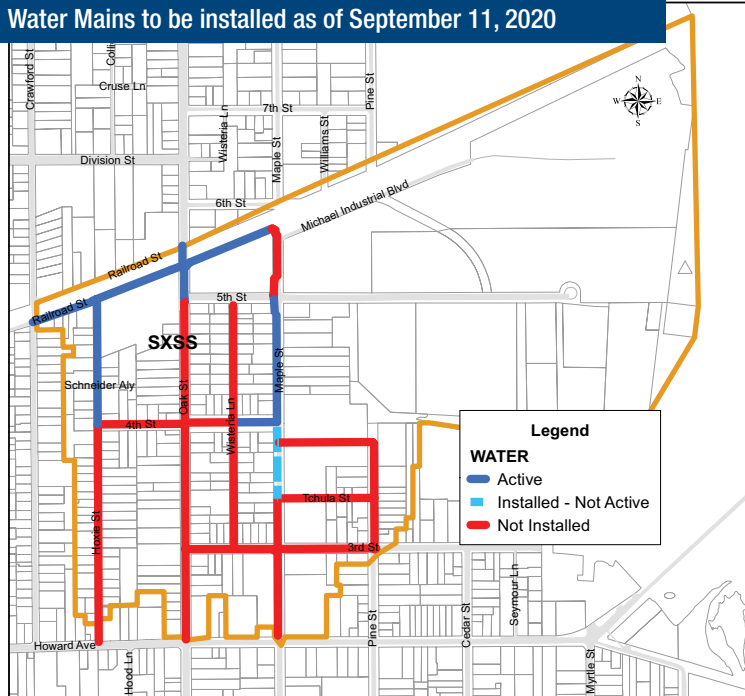 Water Mains to be installed as of September 11, 2020
Crawford St
Cruse Ln
Wisteria Ln
7th St
Maple St
Williams St
Pine St
N
W E
S
Division St
6th St
Michael Industrial Blvd
Railroad St
Railroad St
5th St
SXSS
Schneider Aly
Oak St
Maple St
4th St
Wisteria Ln
Legend
WATER
Active
Installed - Not Active
Not Installed
Tchula St
Hoxie St
3rd St
Howard Ave
Hood Ln
Pine St
Cedar St
Seymour Ln
Myrtle St